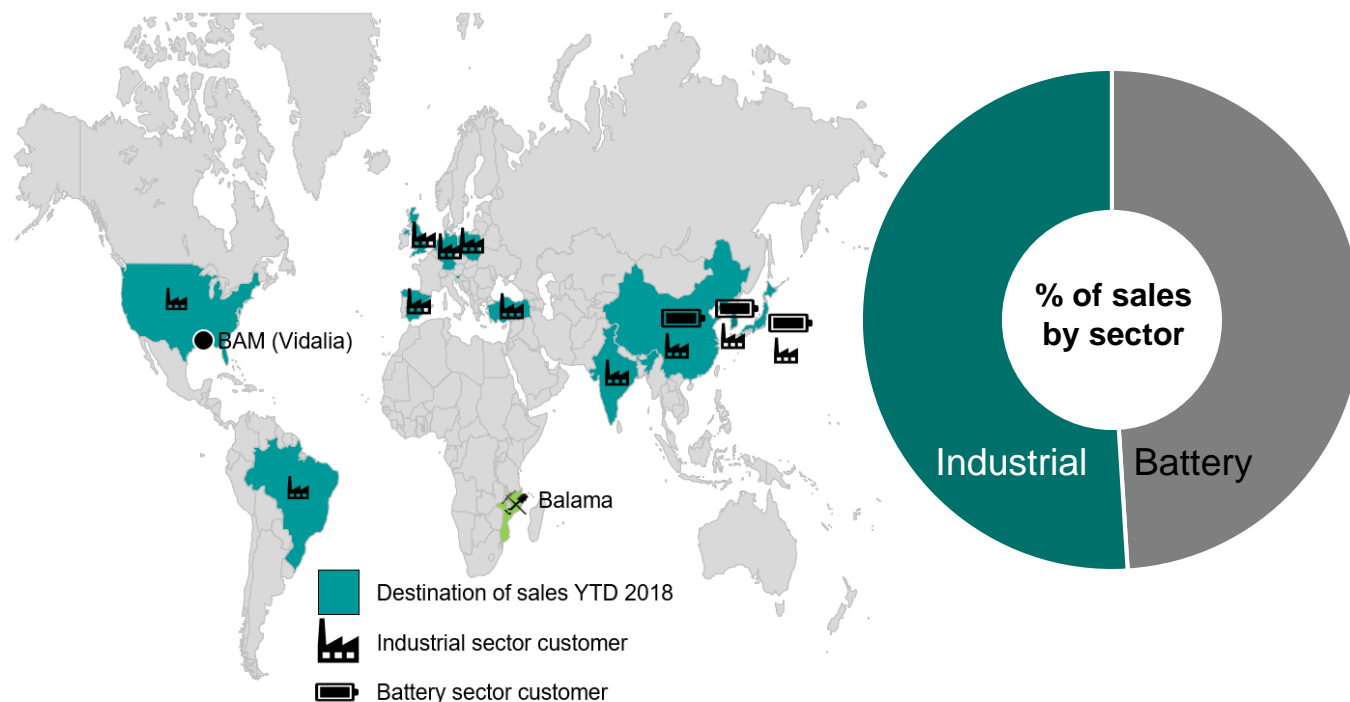 BAM (Vidalia)
Balama
Destination of sales YTD 2018
Industrial sector customer
Battery sector customer
% of sales
by sector
Industrial
Battery